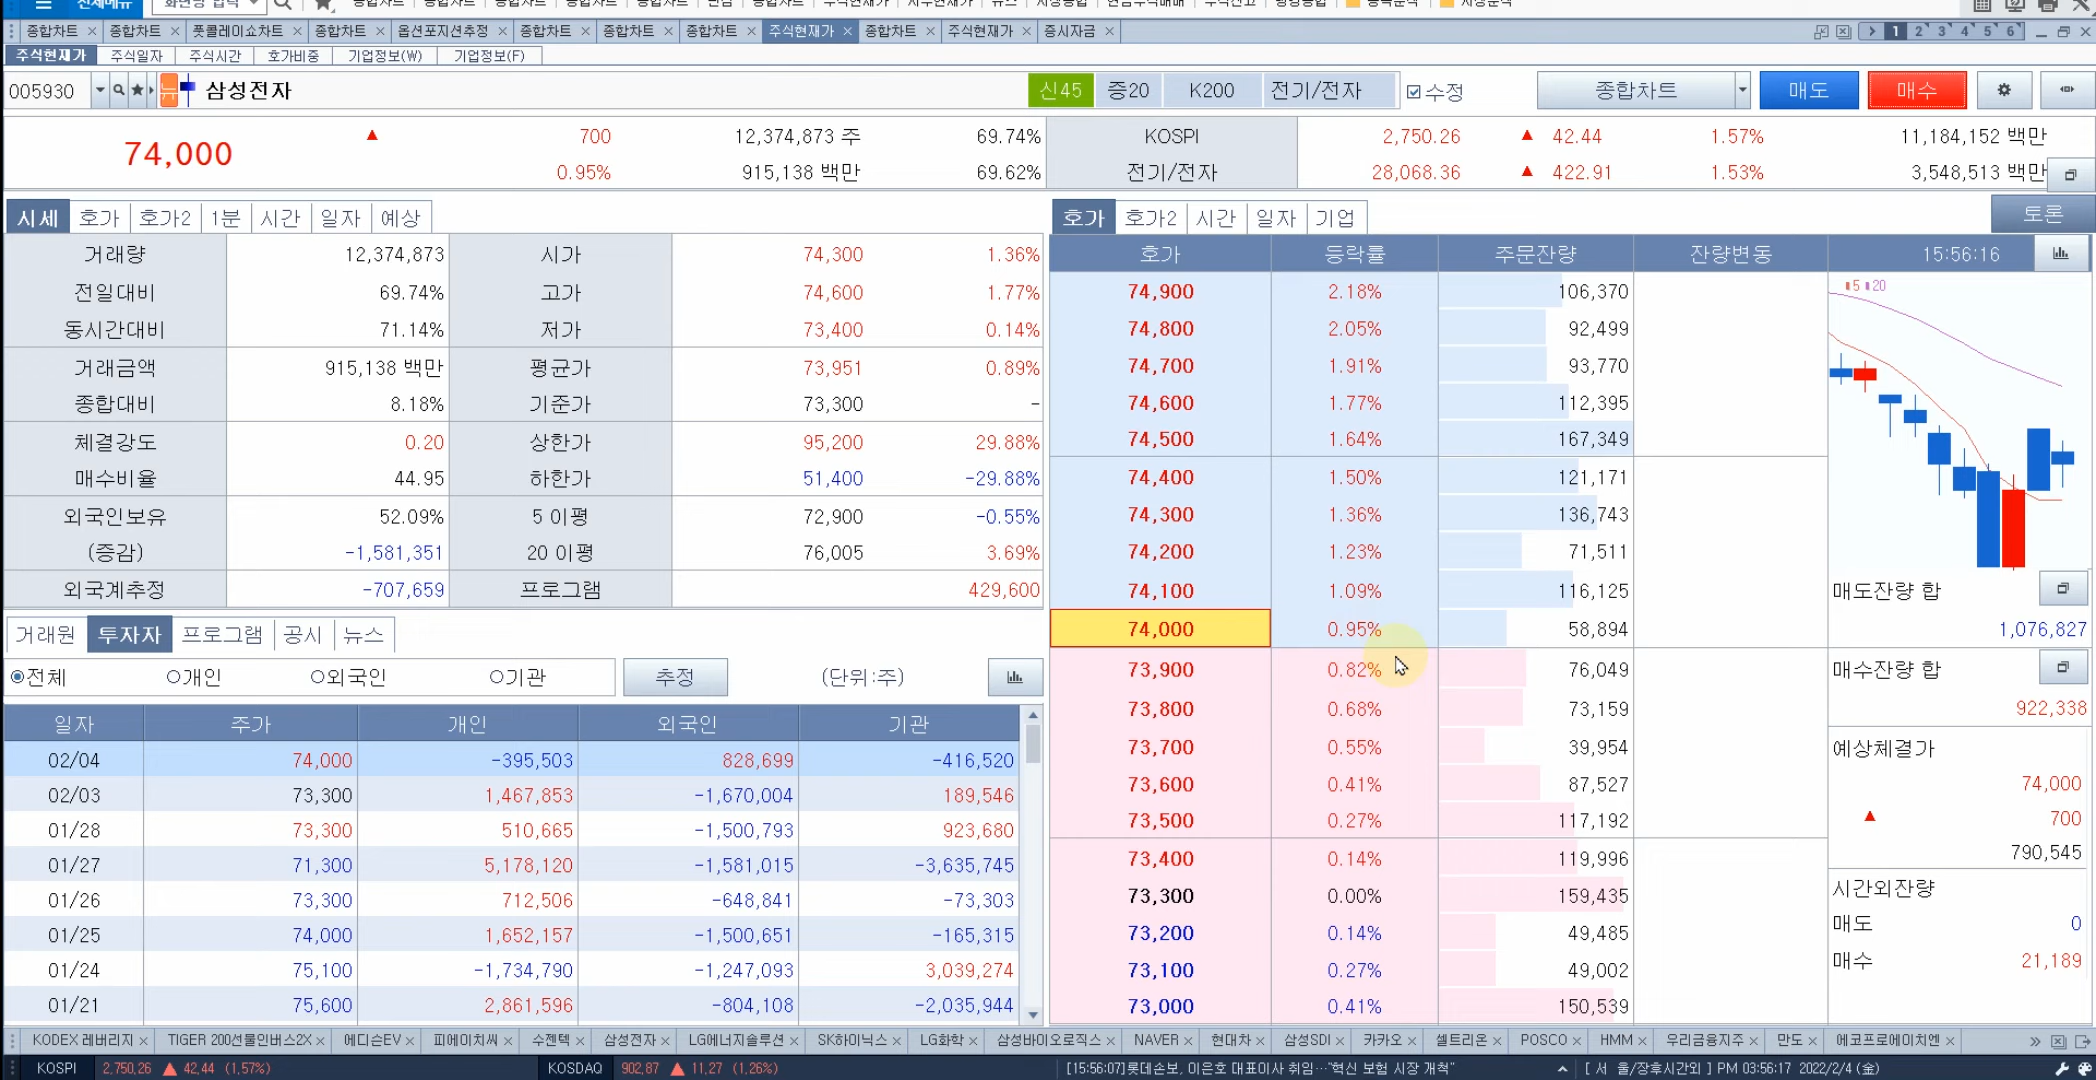 전체메뉴
종합차트 × 종합차트 × 풋콜레이쇼차트 × 종합차트 × 옵션포지션추정 × 종합차트 × 종합차트 × 종합차트 × 주식현재가 × 종합차트 × 주식현재가 × 증시자금 × 1 2 3 4 5 6
주식현재가 주식일자 주식시간 호가비중 기업정보(W) 기업정보(F)
005930 뉴 삼성전자 신45 증20 K200 전기/전자 수정 종합차트 매도 매수
74,000 ▲ 700 12,374,873 주 69.74% KOSPI 2,750.26 ▲ 42.44 1.57% 11,184,152 백만
0.95% 915,138 백만 69.62% 전기/전자 28,068.36 ▲ 422.91 1.53% 3,548,513 백만
시세 호가 호가2 1분 시간 일자 예상
거래량 12,374,873 시가 74,300 1.36%
전일대비 69.74% 고가 74,600 1.77%
동시간대비 71.14% 저가 73,400 0.14%
거래금액 915,138 백만 평균가 73,951 0.89%
종합대비 8.18% 기준가 73,300 -
체결강도 0.20 상한가 95,200 29.88%
매수비율 44.95 하한가 51,400 -29.88%
외국인보유 52.09% 5 이평 72,900 -0.55%
(증감) -1,581,351 20 이평 76,005 3.69%
외국계추정 -707,659 프로그램 429,600
거래원 투자자 프로그램 공시 뉴스
전체 개인 외국인 기관 추정 (단위:주)
일자 주가 개인 외국인 기관
02/04 74,000 -395,503 828,699 -416,520
02/03 73,300 1,467,853 -1,670,004 189,546
01/28 73,300 510,665 -1,500,793 923,680
01/27 71,300 5,178,120 -1,581,015 -3,635,745
01/26 73,300 712,506 -648,841 -73,303
01/25 74,000 1,652,157 -1,500,651 -165,315
01/24 75,100 -1,734,790 -1,247,093 3,039,274
01/21 75,600 2,861,596 -804,108 -2,035,944
호가 호가2 시간 일자 기업 토론
호가 등락률 주문잔량 잔량변동 15:56:16
74,900 2.18% 106,370
74,800 2.05% 92,499
74,700 1.91% 93,770
74,600 1.77% 112,395
74,500 1.64% 167,349
74,400 1.50% 121,171
74,300 1.36% 136,743
74,200 1.23% 71,511
74,100 1.09% 116,125
74,000 0.95% 58,894
73,900 0.82% 76,049
73,800 0.68% 73,159
73,700 0.55% 39,954
73,600 0.41% 87,527
73,500 0.27% 117,192
73,400 0.14% 119,996
73,300 0.00% 159,435
73,200 0.14% 49,485
73,100 0.27% 49,002
73,000 0.41% 150,539
5 20
매도잔량 합
1,076,827
매수잔량 합
922,338
예상체결가
74,000
▲ 700
790,545
시간외잔량
매도 0
매수 21,189
KODEX 레버리지 × TIGER 200선물인버스2X × 에디슨EV × 피에이치씨 × 수젠텍 × 삼성전자 × LG에너지솔루션 × SK하이닉스 × LG화학 × 삼성바이오로직스 × NAVER × 현대차 × 삼성SDI × 카카오 × 셀트리온 × POSCO × HMM × 우리금융지주 × 만도 × 에코프로에이치엔 ×
KOSPI 2,750.26 ▲ 42.44 (1.57%) KOSDAQ 902.87 ▲ 11.27 (1.26%) [15:56:07]롯데손보, 이은호 대표이사 취임…"혁신 보험 시장 개척" [ 서 울/장후시간외 ] PM 03:56:17 2022/2/4 (金)